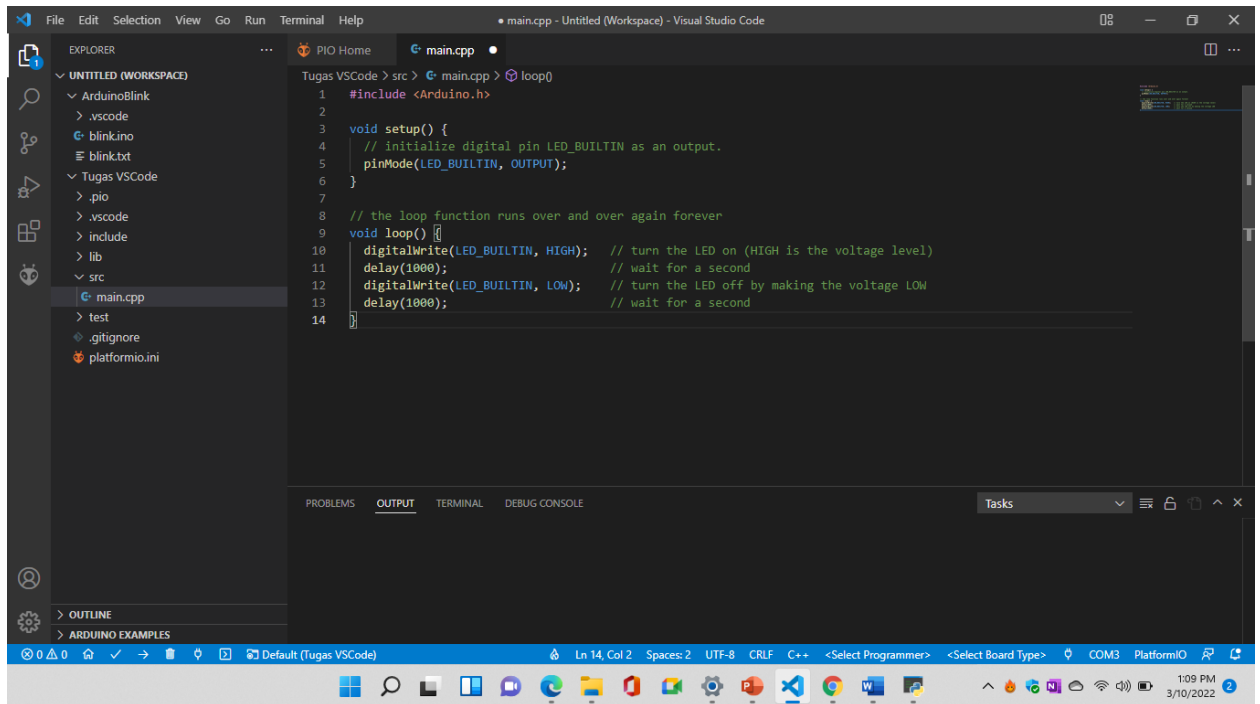 File Edit Selection View Go Run Terminal Help
● main.cpp - Untitled (Workspace) - Visual Studio Code
EXPLORER
PIO Home
main.cpp ●
UNTITLED (WORKSPACE)
ArduinoBlink
.vscode
blink.ino
blink.txt
Tugas VSCode
.pio
.vscode
include
lib
src
main.cpp
test
.gitignore
platformio.ini
OUTLINE
ARDUINO EXAMPLES
Tugas VSCode > src > main.cpp > loop()
1 #include <Arduino.h>
2
3 void setup() {
4   // initialize digital pin LED_BUILTIN as an output.
5   pinMode(LED_BUILTIN, OUTPUT);
6 }
7
8 // the loop function runs over and over again forever
9 void loop() {
10   digitalWrite(LED_BUILTIN, HIGH);   // turn the LED on (HIGH is the voltage level)
11   delay(1000);                       // wait for a second
12   digitalWrite(LED_BUILTIN, LOW);    // turn the LED off by making the voltage LOW
13   delay(1000);                       // wait for a second
14 }
PROBLEMS OUTPUT TERMINAL DEBUG CONSOLE
Tasks
0 0 Default (Tugas VSCode) Ln 14, Col 2 Spaces: 2 UTF-8 CRLF C++ <Select Programmer> <Select Board Type> COM3 PlatformIO
1:09 PM
3/10/2022
2